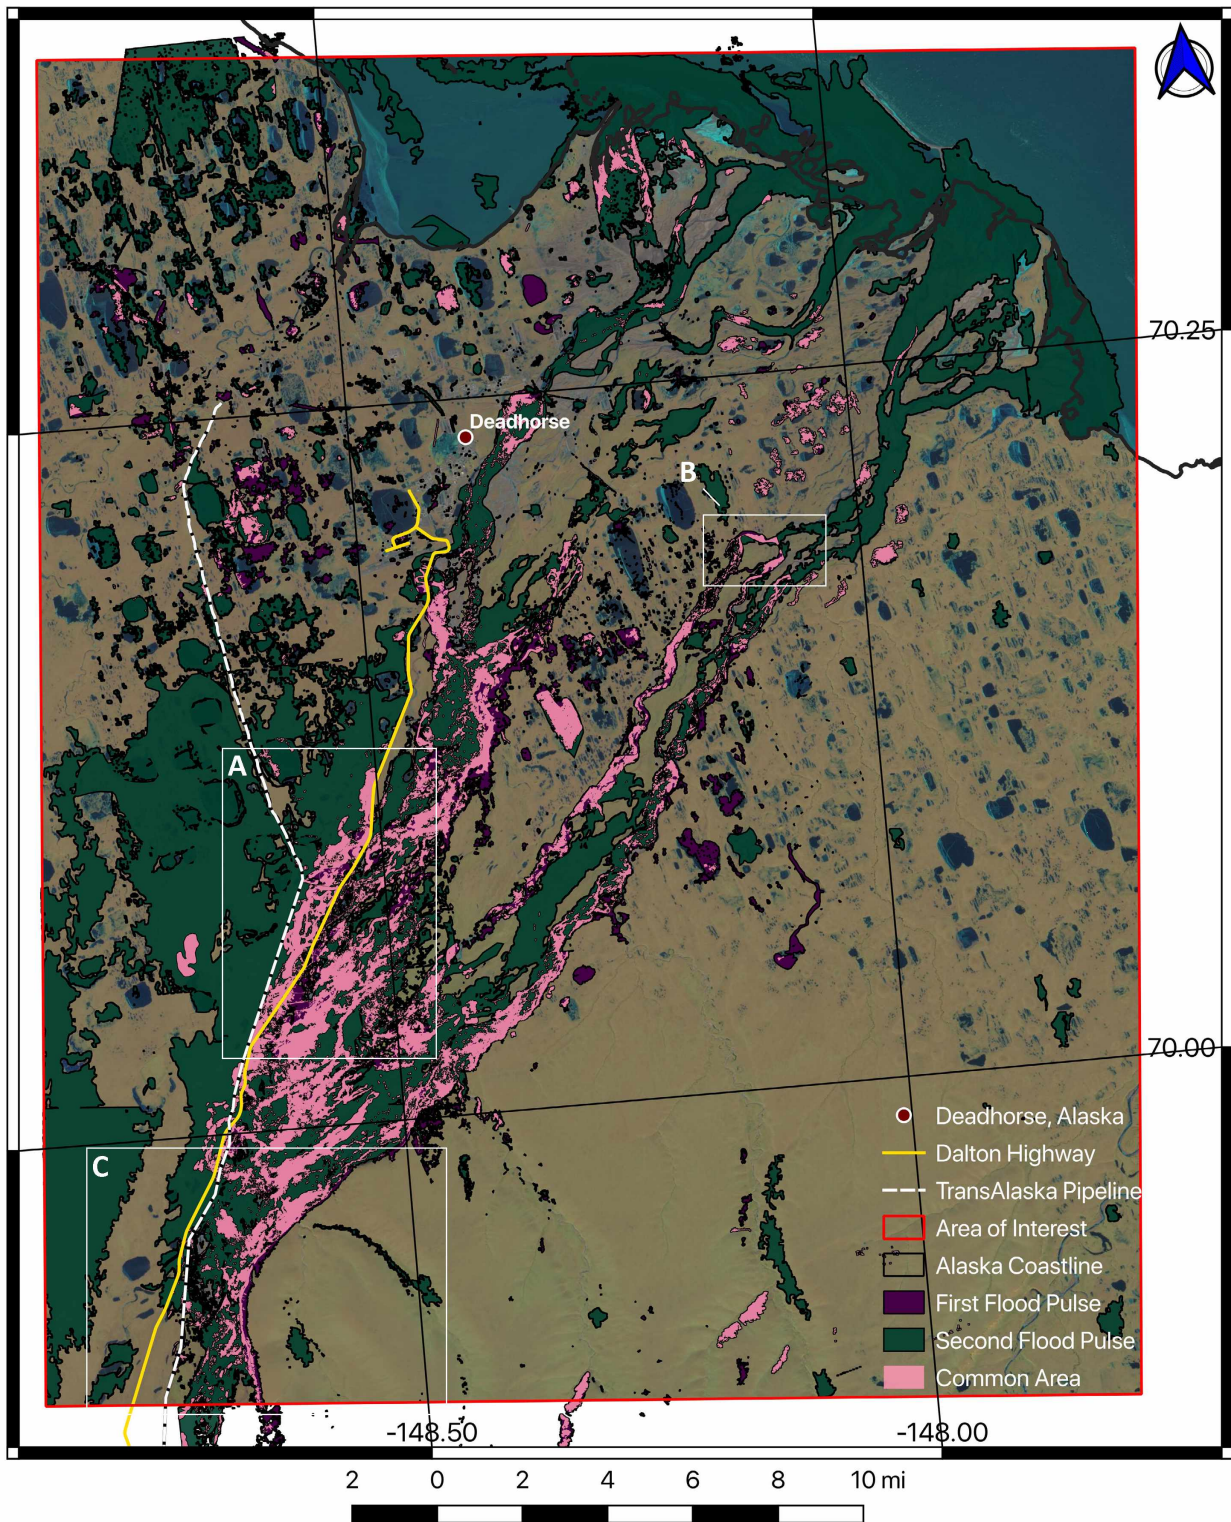 70.25
Deadhorse
B
A
70.00
Deadhorse, Alaska
Dalton Highway
C
TransAlaska Pipeline
Area of Interest
Alaska Coastline
First Flood Pulse
Second Flood Pulse
Common Area
-148.50
-148.00
2 0 2 4 6 8 10 mi